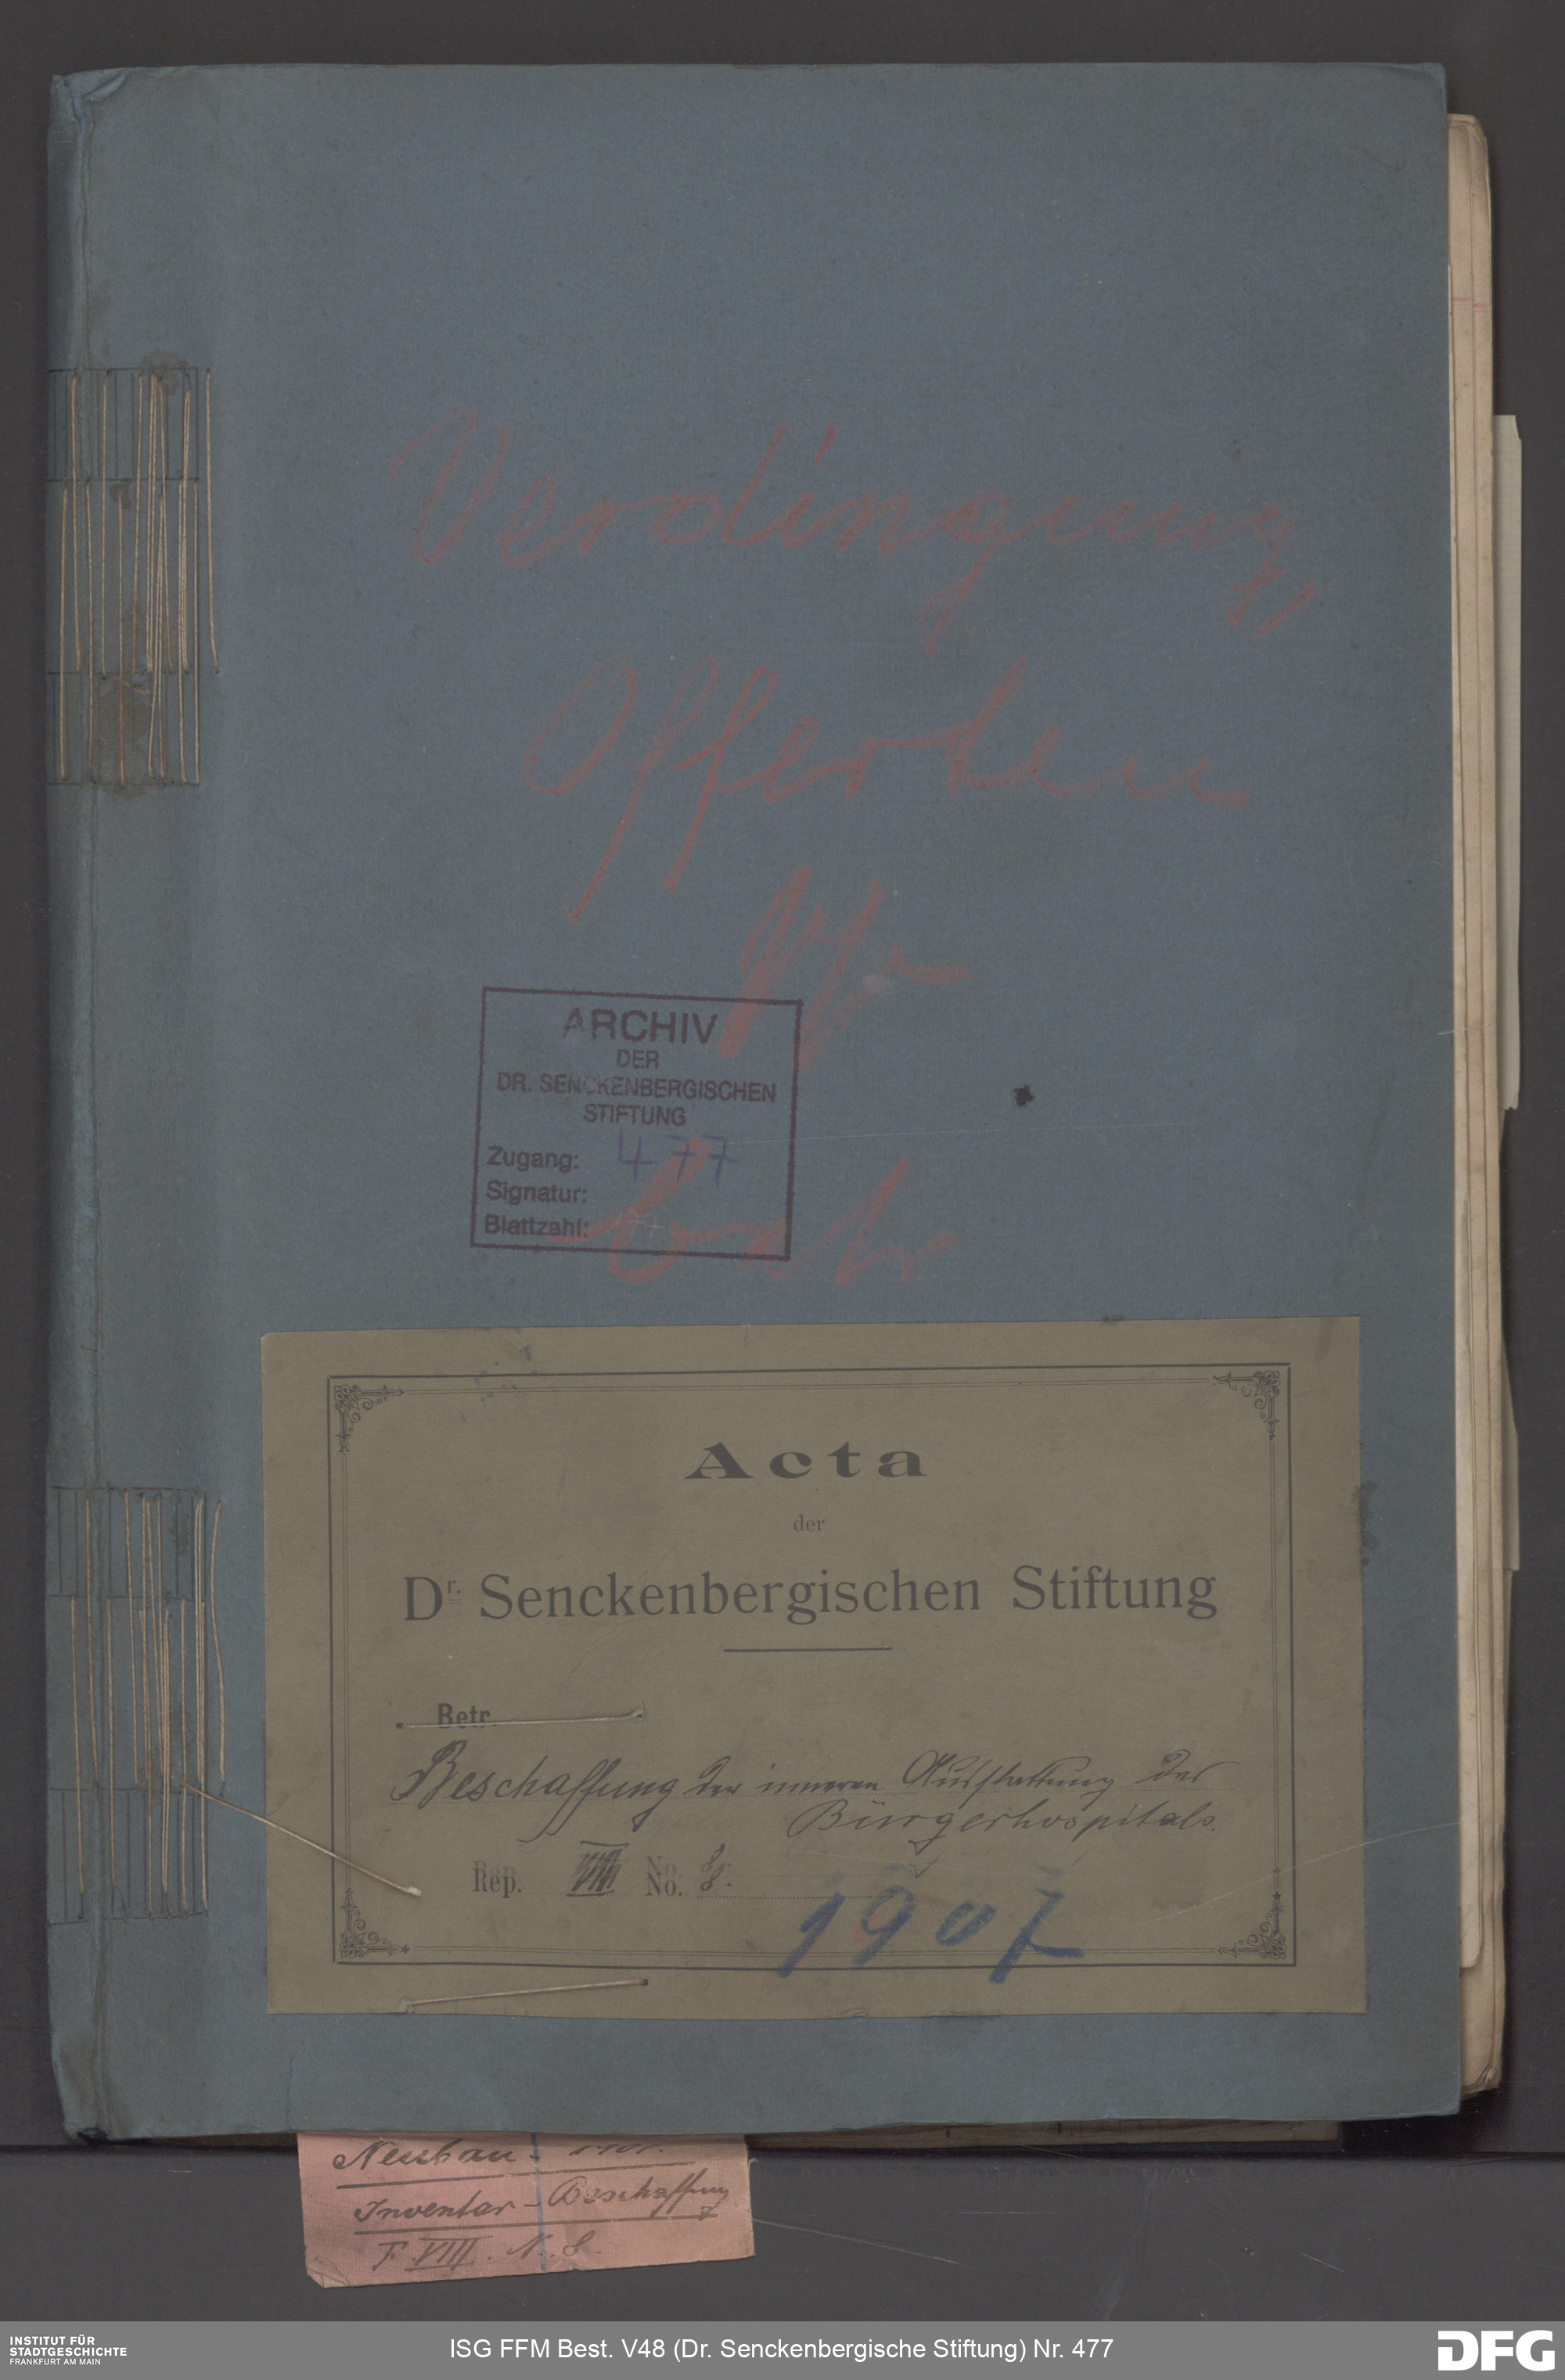 Verdingung,
Offerten
ARCHIV
DER
DR. SENCKENBERGISCHEN
STIFTUNG
Zugang: 477
Signatur:
Blattzahl: 77
Acta
der
Dr. Senckenbergischen Stiftung
Betr.
Beschaffung der inneren Ausstattung des
Bürgerhospitals.
Rep. VIII No. 8.
1907
Neubau -
Inventar - Beschaffung
F. VIII. N. 8
INSTITUT FÜR
STADTGESCHICHTE
FRANKFURT AM MAIN
ISG FFM Best. V48 (Dr. Senckenbergische Stiftung) Nr. 477
DFG